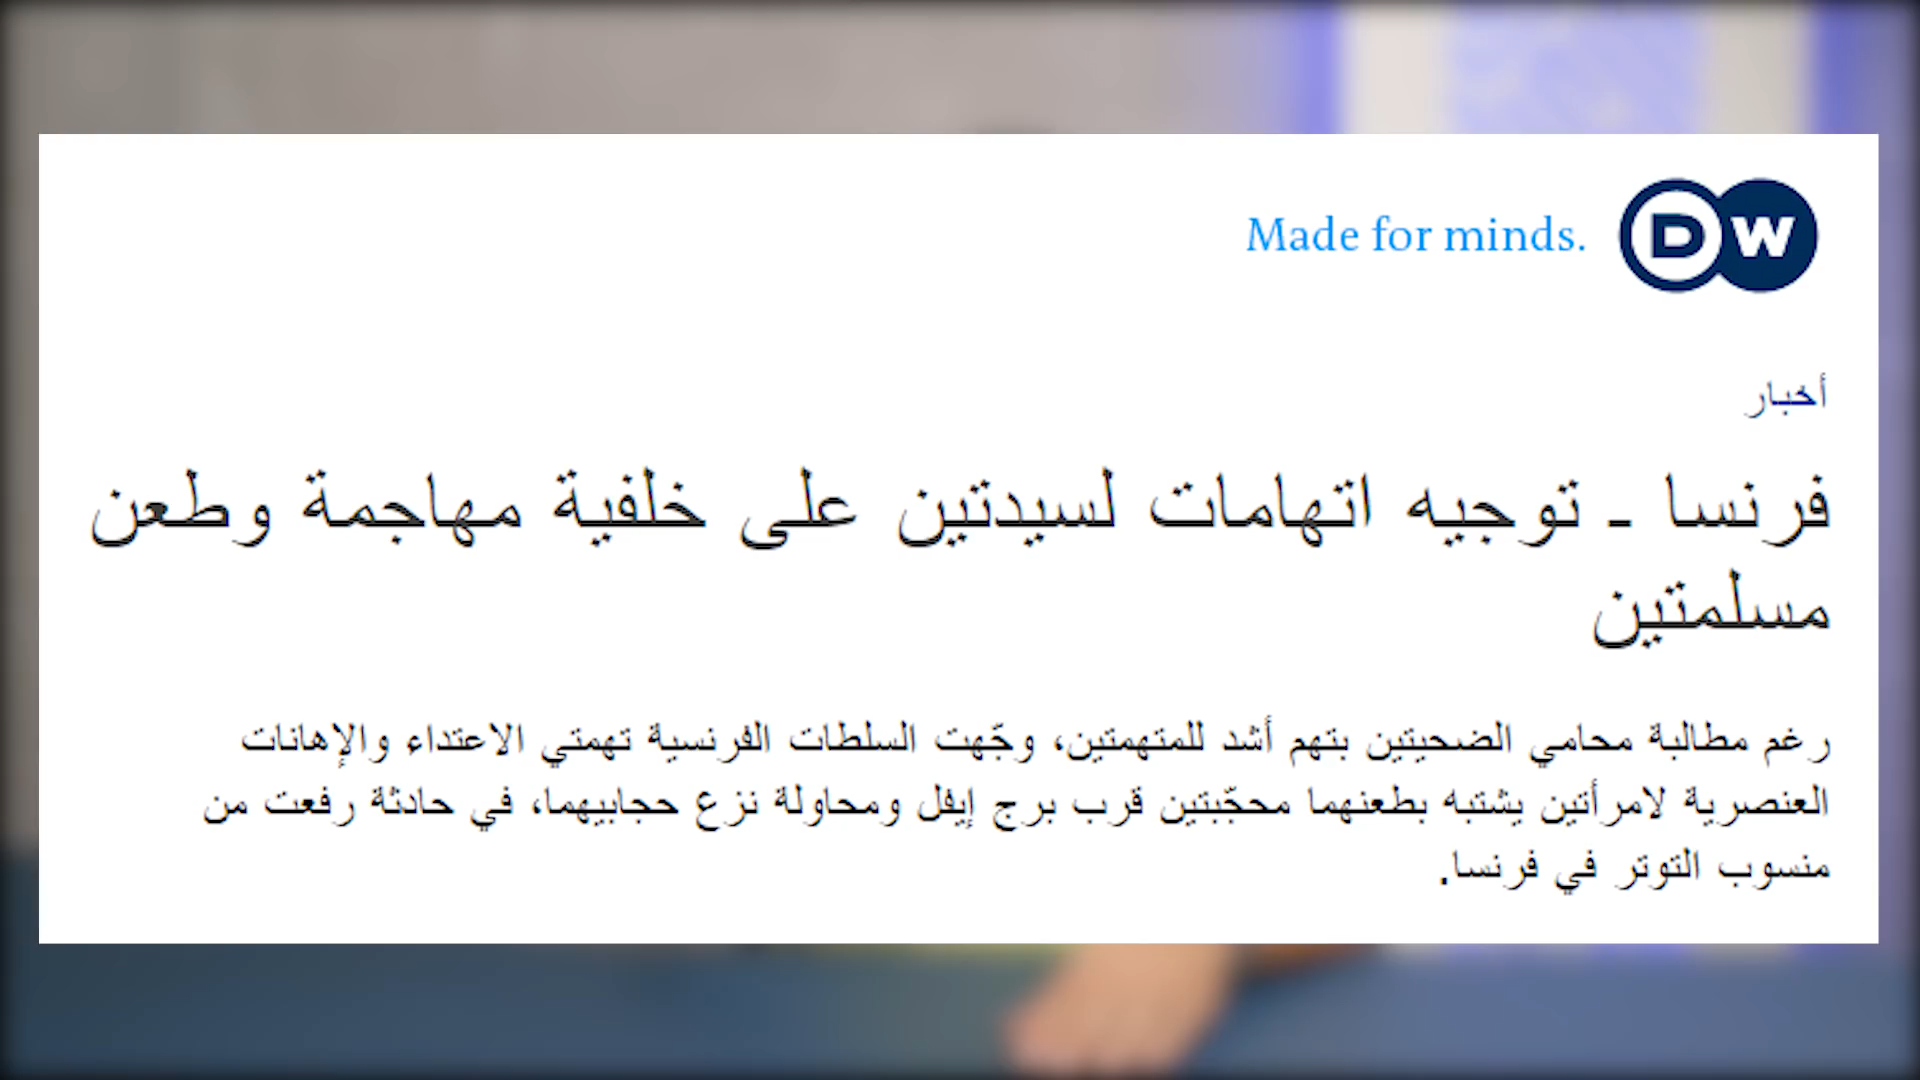 Made for minds. DW
أخبار
فرنسا ـ توجيه اتهامات لسيدتين على خلفية مهاجمة وطعن
مسلمتين
رغم مطالبة محامي الضحيتين بتهم أشد للمتهمتين، وجّهت السلطات الفرنسية تهمتي الاعتداء والإهانات
العنصرية لامرأتين يشتبه بطعنهما محجّبتين قرب برج إيفل ومحاولة نزع حجابيهما، في حادثة رفعت من
منسوب التوتر في فرنسا.